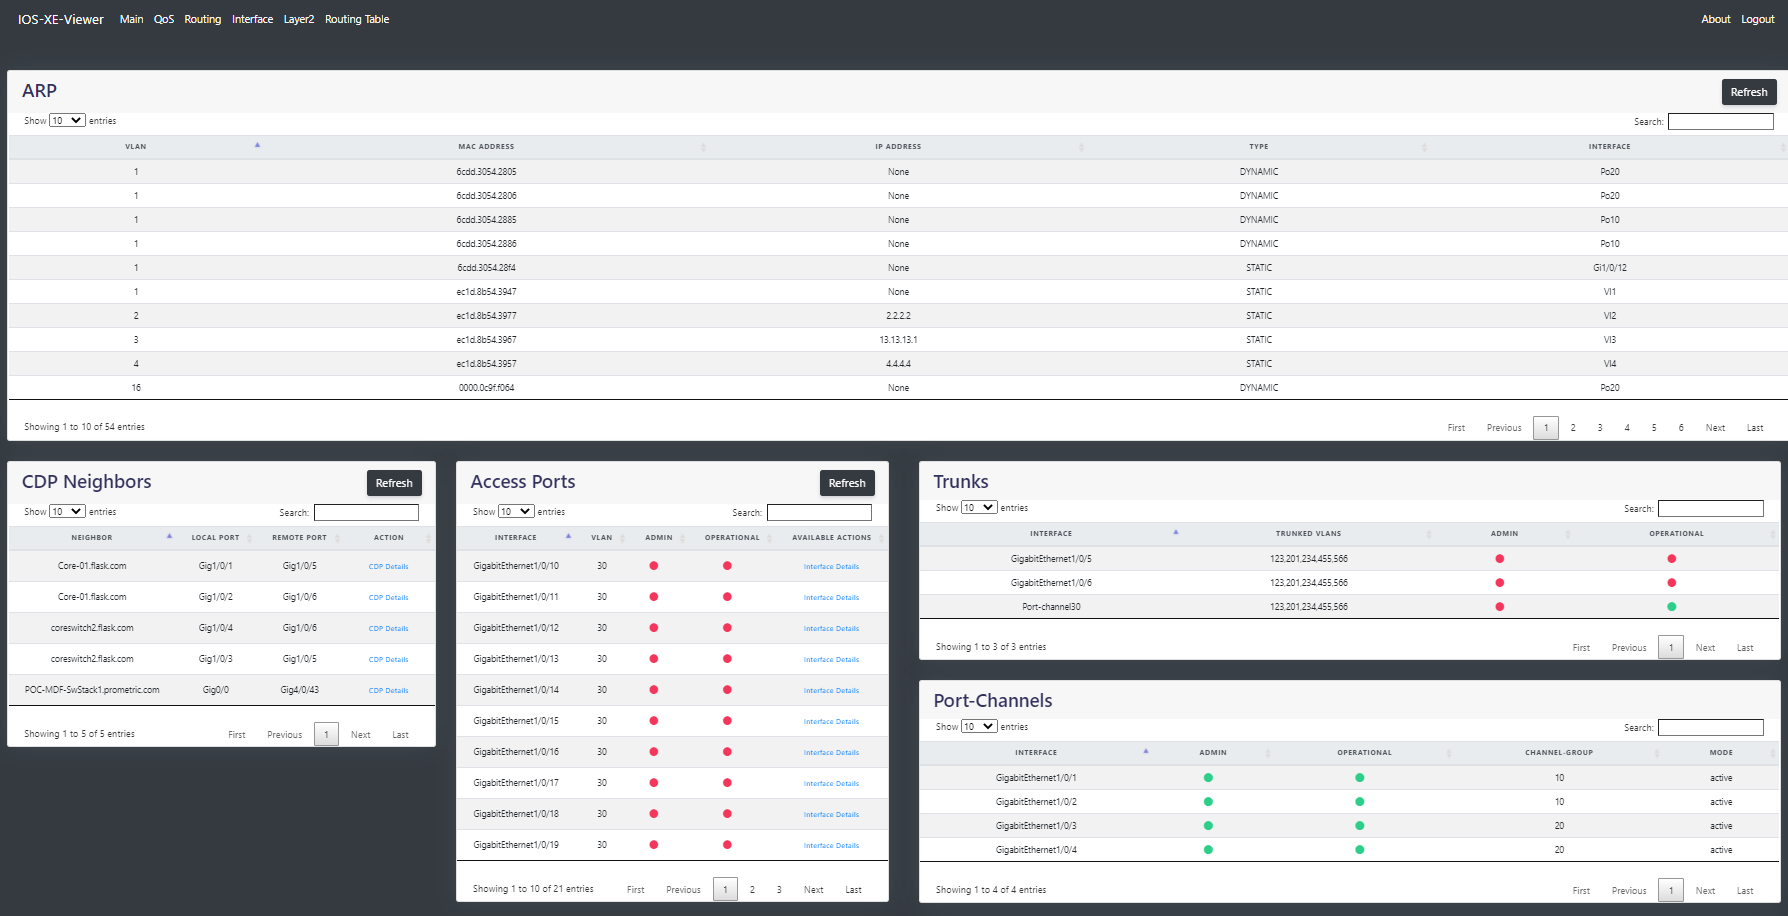 IOS-XE-Viewer Main QoS Routing Interface Layer2 Routing Table About Logout
ARP Refresh
Show 10 entries Search:
VLAN MAC ADDRESS IP ADDRESS TYPE INTERFACE
1 6cdd.3054.2805 None DYNAMIC Po20
1 6cdd.3054.2806 None DYNAMIC Po20
1 6cdd.3054.2885 None DYNAMIC Po10
1 6cdd.3054.2886 None DYNAMIC Po10
1 6cdd.3054.28f4 None STATIC Gi1/0/12
1 ec1d.8b54.3947 None STATIC Vl1
2 ec1d.8b54.3977 2.2.2.2 STATIC Vl2
3 ec1d.8b54.3967 13.13.13.1 STATIC Vl3
4 ec1d.8b54.3957 4.4.4.4 STATIC Vl4
16 0000.0c9f.f064 None DYNAMIC Po20
Showing 1 to 10 of 54 entries First Previous 1 2 3 4 5 6 Next Last
CDP Neighbors Refresh
Show 10 entries Search:
NEIGHBOR LOCAL PORT REMOTE PORT ACTION
Core-01.flask.com Gig1/0/1 Gig1/0/5 CDP Details
Core-01.flask.com Gig1/0/2 Gig1/0/6 CDP Details
coreswitch2.flask.com Gig1/0/4 Gig1/0/6 CDP Details
coreswitch2.flask.com Gig1/0/3 Gig1/0/5 CDP Details
POC-MDF-SwStack1.prometric.com Gig0/0 Gig4/0/43 CDP Details
Showing 1 to 5 of 5 entries First Previous 1 Next Last
Access Ports Refresh
Show 10 entries Search:
INTERFACE VLAN ADMIN OPERATIONAL AVAILABLE ACTIONS
GigabitEthernet1/0/10 30 Interface Details
GigabitEthernet1/0/11 30 Interface Details
GigabitEthernet1/0/12 30 Interface Details
GigabitEthernet1/0/13 30 Interface Details
GigabitEthernet1/0/14 30 Interface Details
GigabitEthernet1/0/15 30 Interface Details
GigabitEthernet1/0/16 30 Interface Details
GigabitEthernet1/0/17 30 Interface Details
GigabitEthernet1/0/18 30 Interface Details
GigabitEthernet1/0/19 30 Interface Details
Showing 1 to 10 of 21 entries First Previous 1 2 3 Next Last
Trunks
Show 10 entries Search:
INTERFACE TRUNKED VLANS ADMIN OPERATIONAL
GigabitEthernet1/0/5 123,201,234,455,566
GigabitEthernet1/0/6 123,201,234,455,566
Port-channel30 123,201,234,455,566
Showing 1 to 3 of 3 entries First Previous 1 Next Last
Port-Channels
Show 10 entries Search:
INTERFACE ADMIN OPERATIONAL CHANNEL-GROUP MODE
GigabitEthernet1/0/1 10 active
GigabitEthernet1/0/2 10 active
GigabitEthernet1/0/3 20 active
GigabitEthernet1/0/4 20 active
Showing 1 to 4 of 4 entries First Previous 1 Next Last